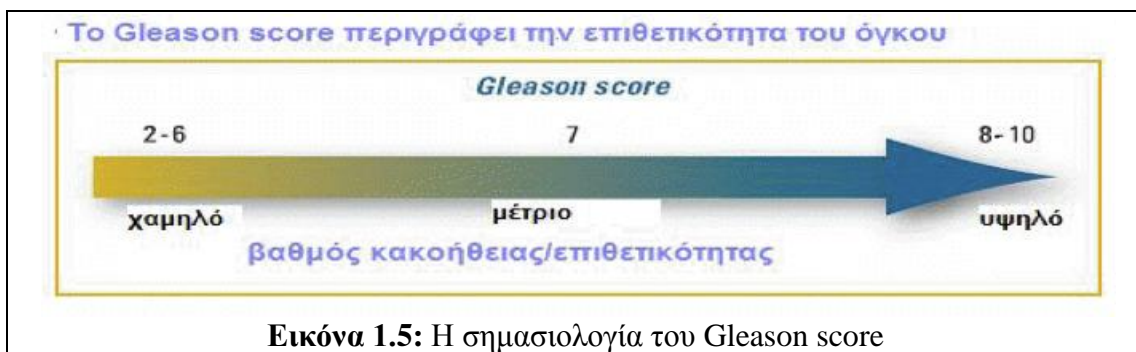 · Το Gleason score περιγράφει την επιθετικότητα του όγκου
Gleason score
2-6 7 8-10
χαμηλό μέτριο υψηλό
βαθμός κακοήθειας/επιθετικότητας
Εικόνα 1.5: Η σημασιολογία του Gleason score